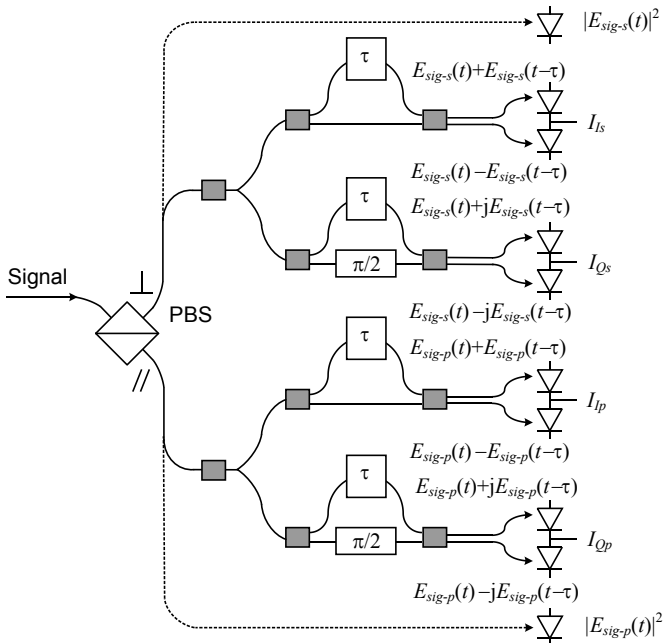 |E_sig-s(t)|²
τ
E_sig-s(t)+E_sig-s(t−τ)
I_Is
E_sig-s(t)−E_sig-s(t−τ)
τ
E_sig-s(t)+jE_sig-s(t−τ)
π/2
I_Qs
Signal
⊥
PBS
//
E_sig-s(t)−jE_sig-s(t−τ)
τ
E_sig-p(t)+E_sig-p(t−τ)
I_Ip
E_sig-p(t)−E_sig-p(t−τ)
τ
E_sig-p(t)+jE_sig-p(t−τ)
π/2
I_Qp
E_sig-p(t)−jE_sig-p(t−τ)
|E_sig-p(t)|²